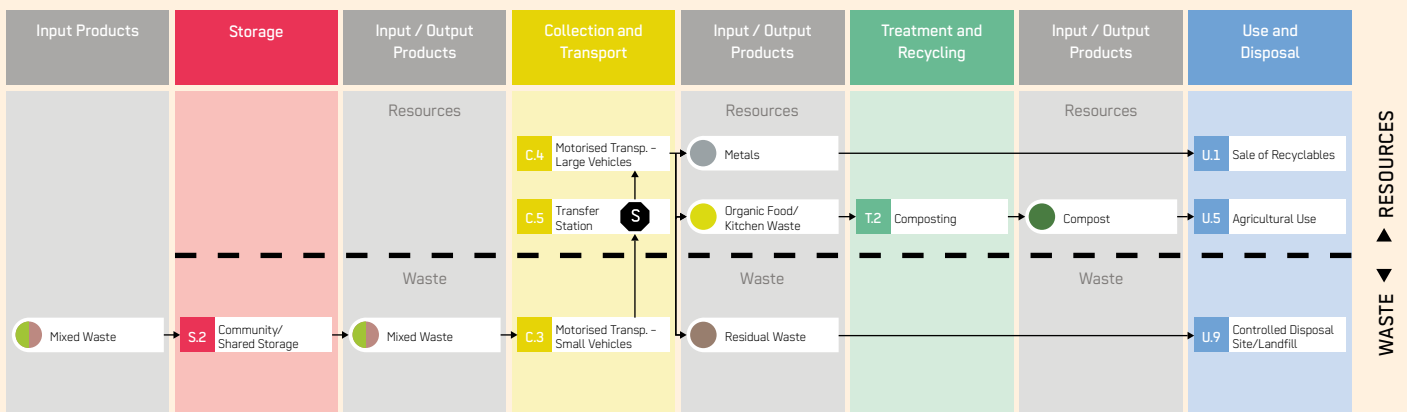 Input Products
Storage
Input / Output
Products
Collection and
Transport
Input / Output
Products
Treatment and
Recycling
Input / Output
Products
Use and
Disposal
Resources
Resources
Resources
C.4
Motorised Transp. –
Large Vehicles
Metals
U.1
Sale of Recyclables
C.5
Transfer
Station
S
Organic Food/
Kitchen Waste
T.2
Composting
Compost
U.5
Agricultural Use
Waste
Waste
Waste
Mixed Waste
S.2
Community/
Shared Storage
Mixed Waste
C.3
Motorised Transp. –
Small Vehicles
Residual Waste
U.9
Controlled Disposal
Site/Landfill
WASTE ◀ ▶ RESOURCES